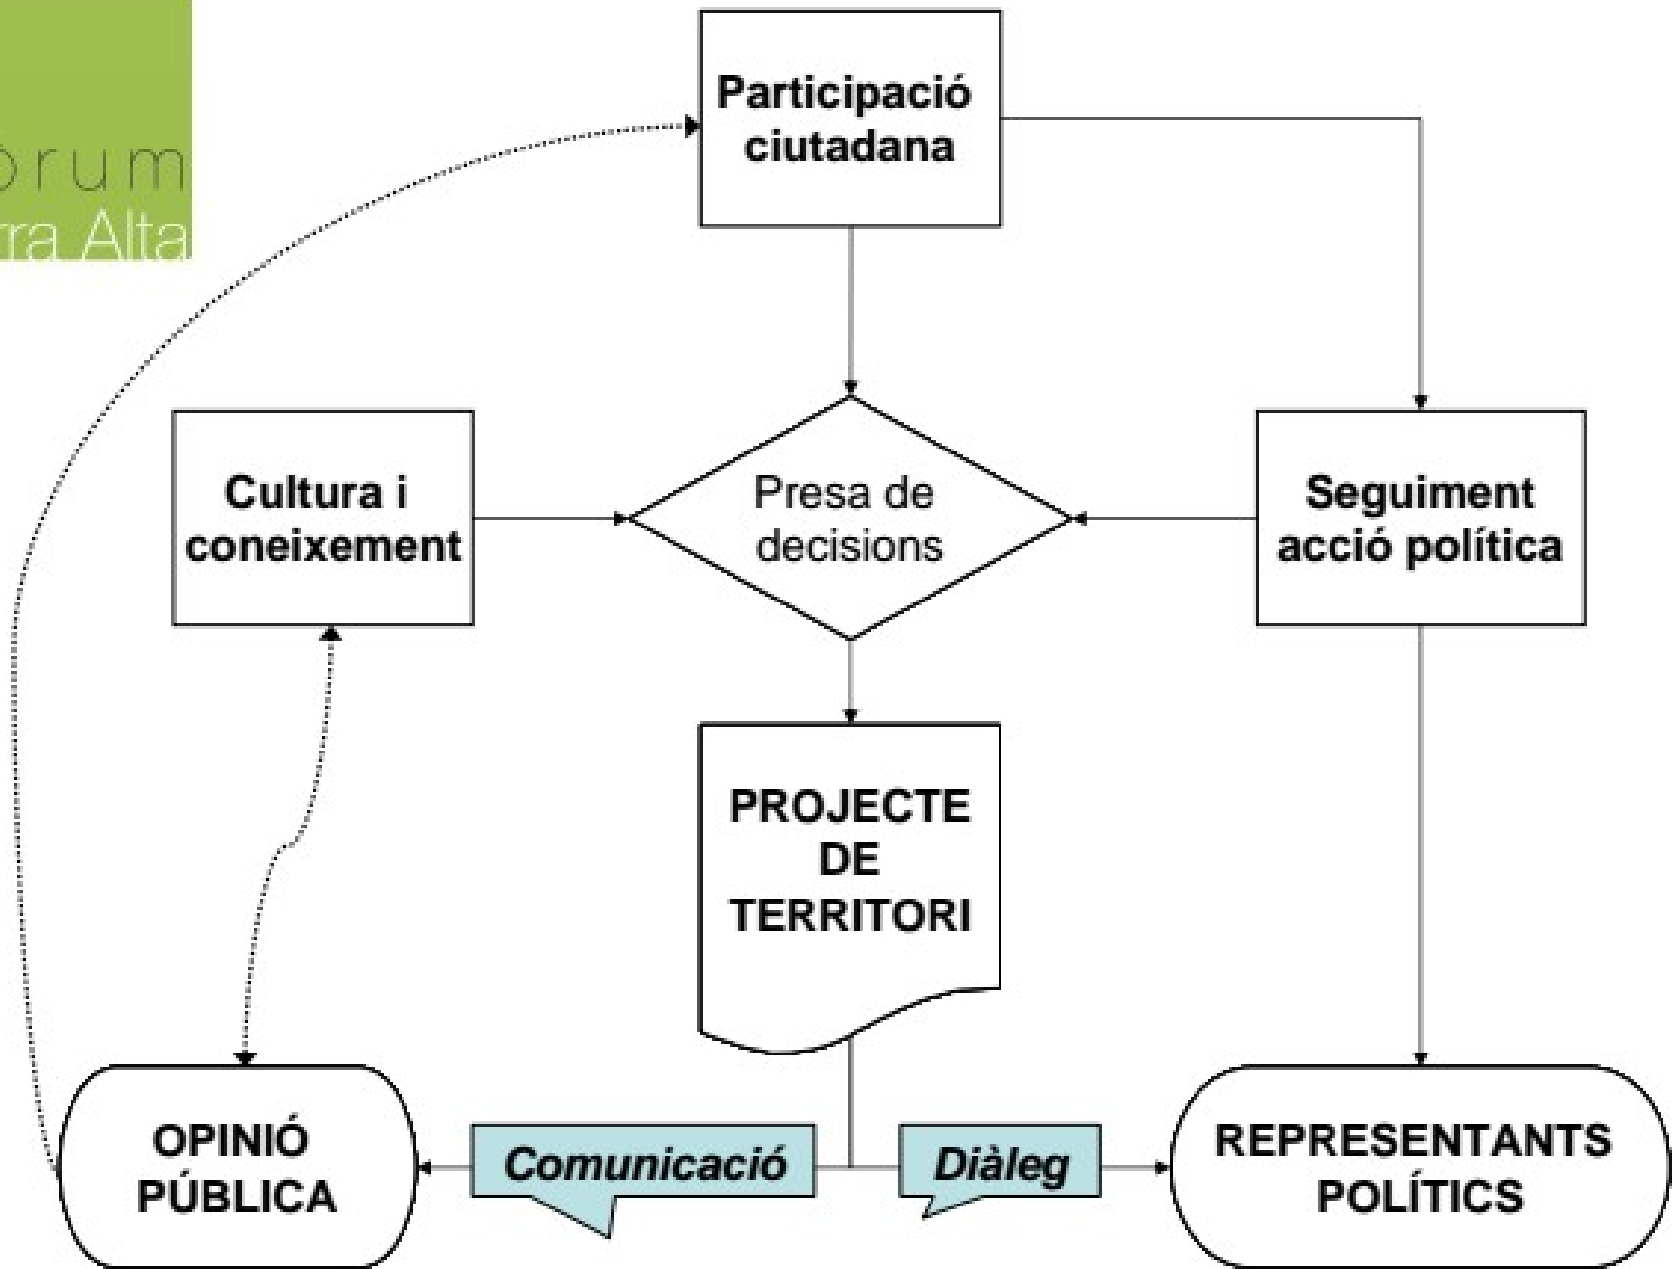 òrum
rra Alta
Participació
ciutadana
Cultura i
coneixement
Presa de
decisions
Seguiment
acció política
PROJECTE
DE
TERRITORI
OPINIÓ
PÚBLICA
Comunicació
Diàleg
REPRESENTANTS
POLÍTICS